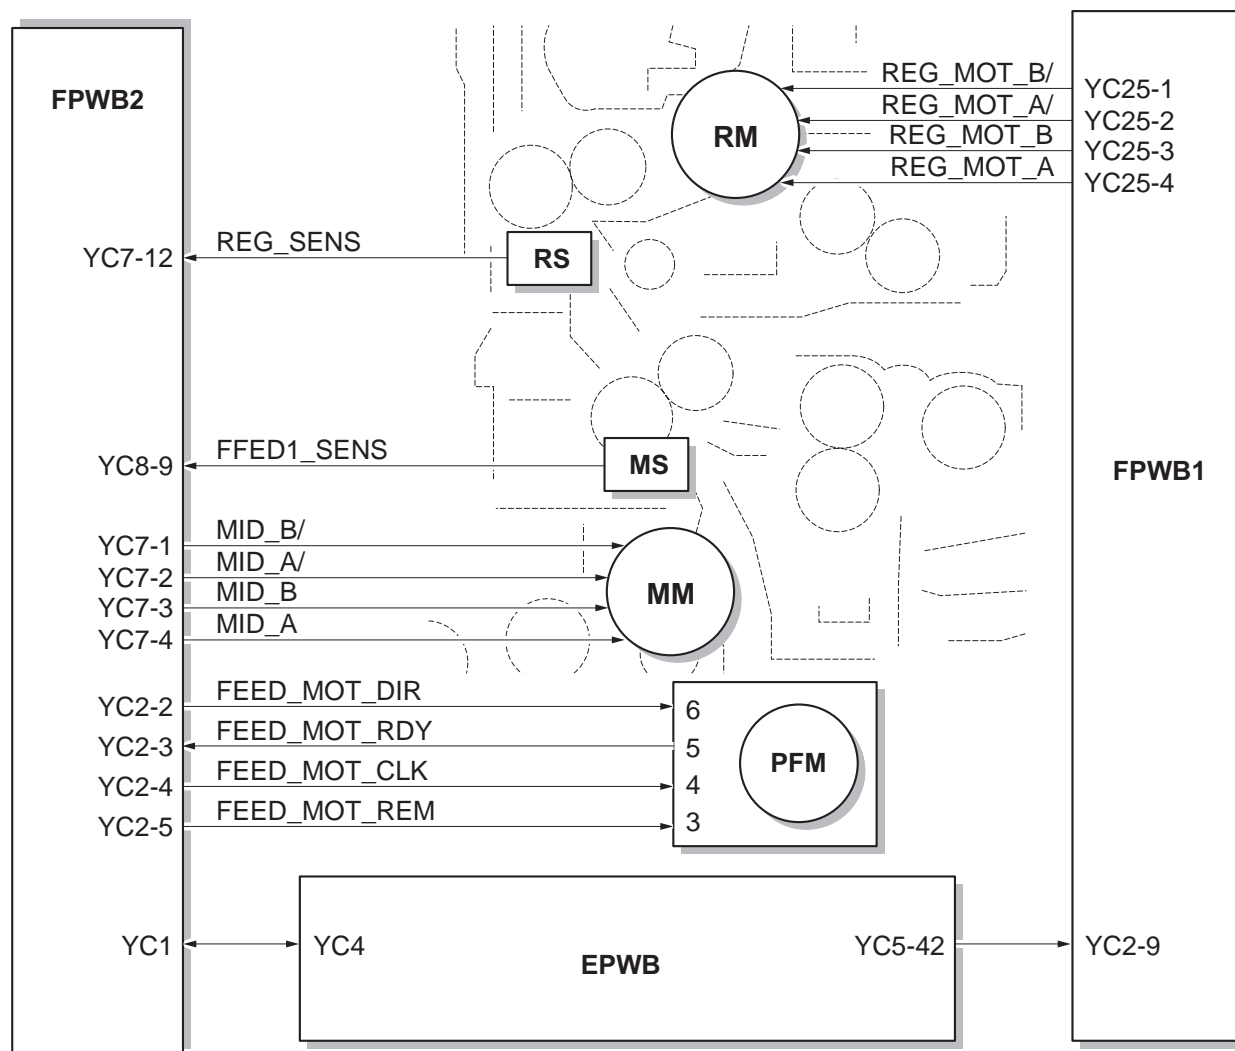 FPWB2
RM
REG_MOT_B/
YC25-1
REG_MOT_A/
YC25-2
REG_MOT_B
YC25-3
REG_MOT_A
YC25-4
YC7-12
REG_SENS
RS
YC8-9
FFED1_SENS
MS
FPWB1
YC7-1
MID_B/
YC7-2
MID_A/
YC7-3
MID_B
YC7-4
MID_A
MM
YC2-2
FEED_MOT_DIR
6
YC2-3
FEED_MOT_RDY
5
YC2-4
FEED_MOT_CLK
4
YC2-5
FEED_MOT_REM
3
PFM
YC1
YC4
EPWB
YC5-42
YC2-9